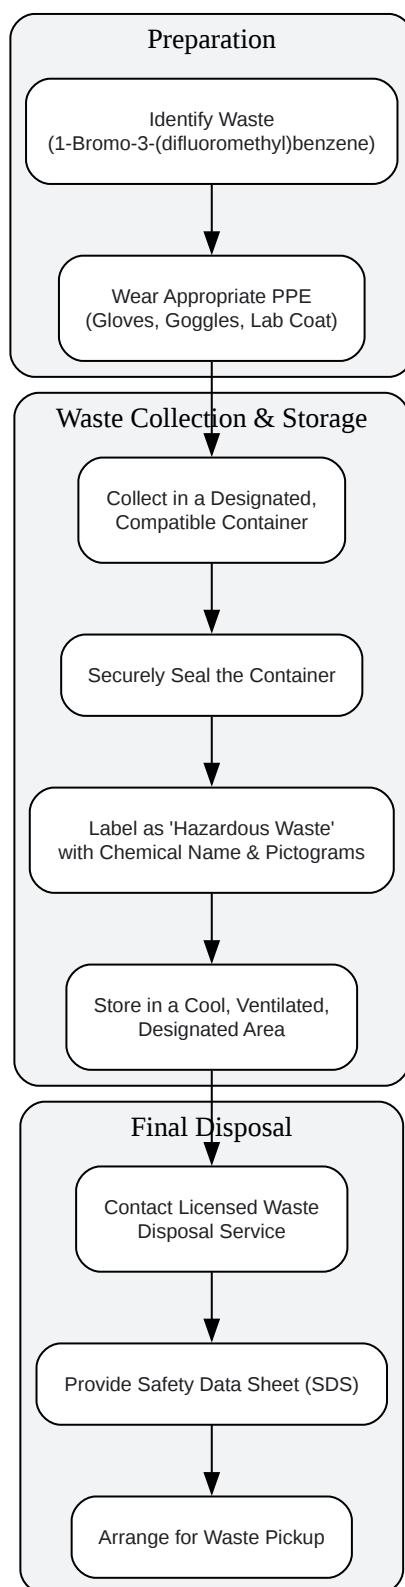 Preparation
Identify Waste
(1-Bromo-3-(difluoromethyl)benzene)
Wear Appropriate PPE
(Gloves, Goggles, Lab Coat)
Waste Collection & Storage
Collect in a Designated,
Compatible Container
Securely Seal the Container
Label as 'Hazardous Waste'
with Chemical Name & Pictograms
Store in a Cool, Ventilated,
Designated Area
Final Disposal
Contact Licensed Waste
Disposal Service
Provide Safety Data Sheet (SDS)
Arrange for Waste Pickup